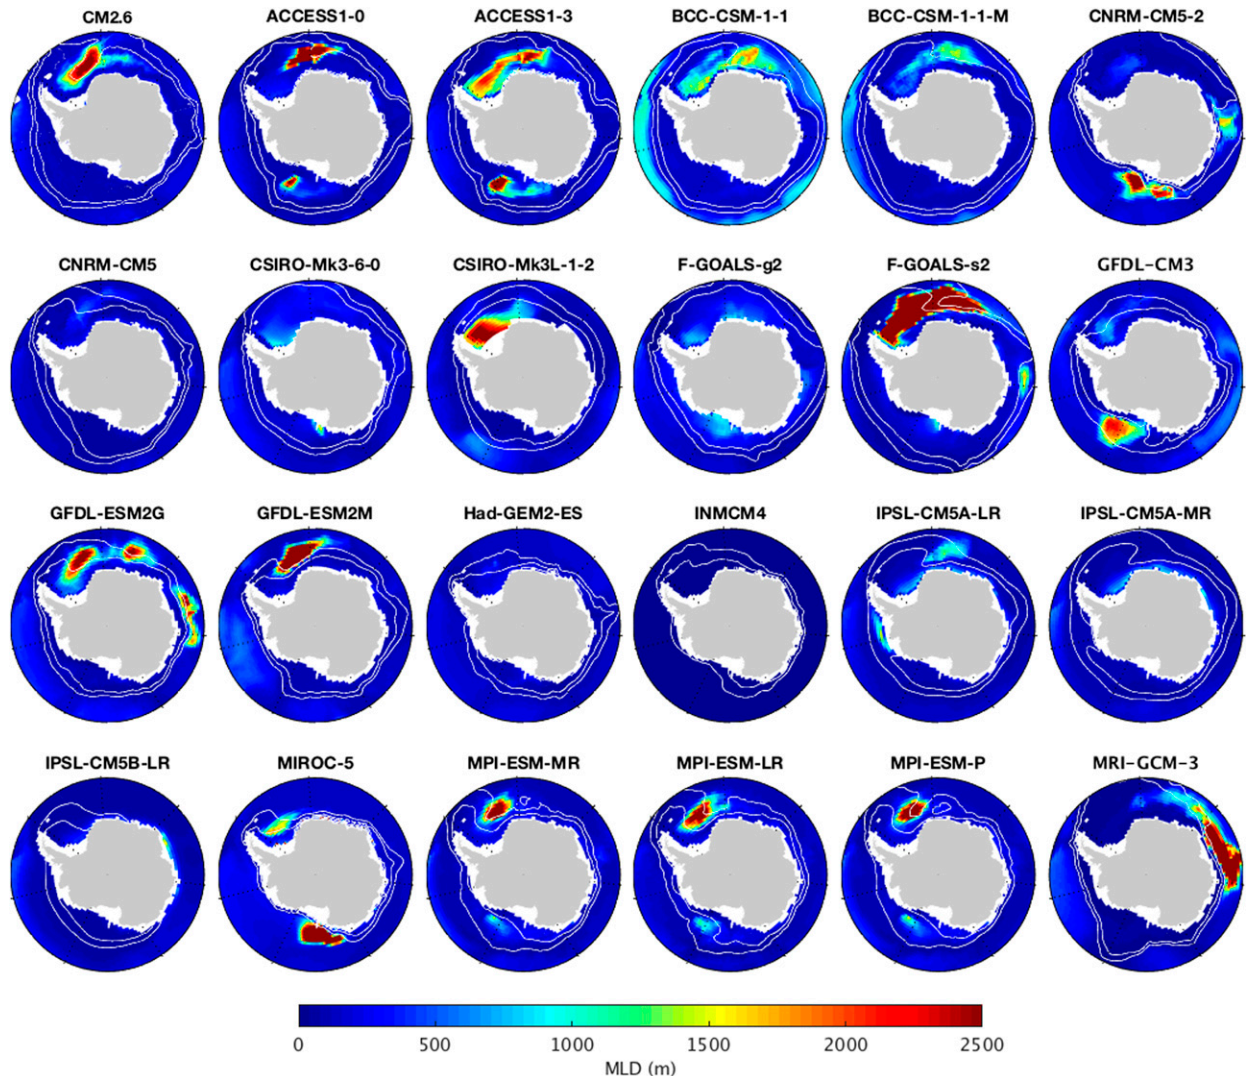 CM2.6 ACCESS1-0 ACCESS1-3 BCC-CSM-1-1 BCC-CSM-1-1-M CNRM-CM5-2
CNRM-CM5 CSIRO-Mk3-6-0 CSIRO-Mk3L-1-2 F-GOALS-g2 F-GOALS-s2 GFDL-CM3
GFDL-ESM2G GFDL-ESM2M Had-GEM2-ES INMCM4 IPSL-CM5A-LR IPSL-CM5A-MR
IPSL-CM5B-LR MIROC-5 MPI-ESM-MR MPI-ESM-LR MPI-ESM-P MRI-GCM-3
0 500 1000 1500 2000 2500
MLD (m)